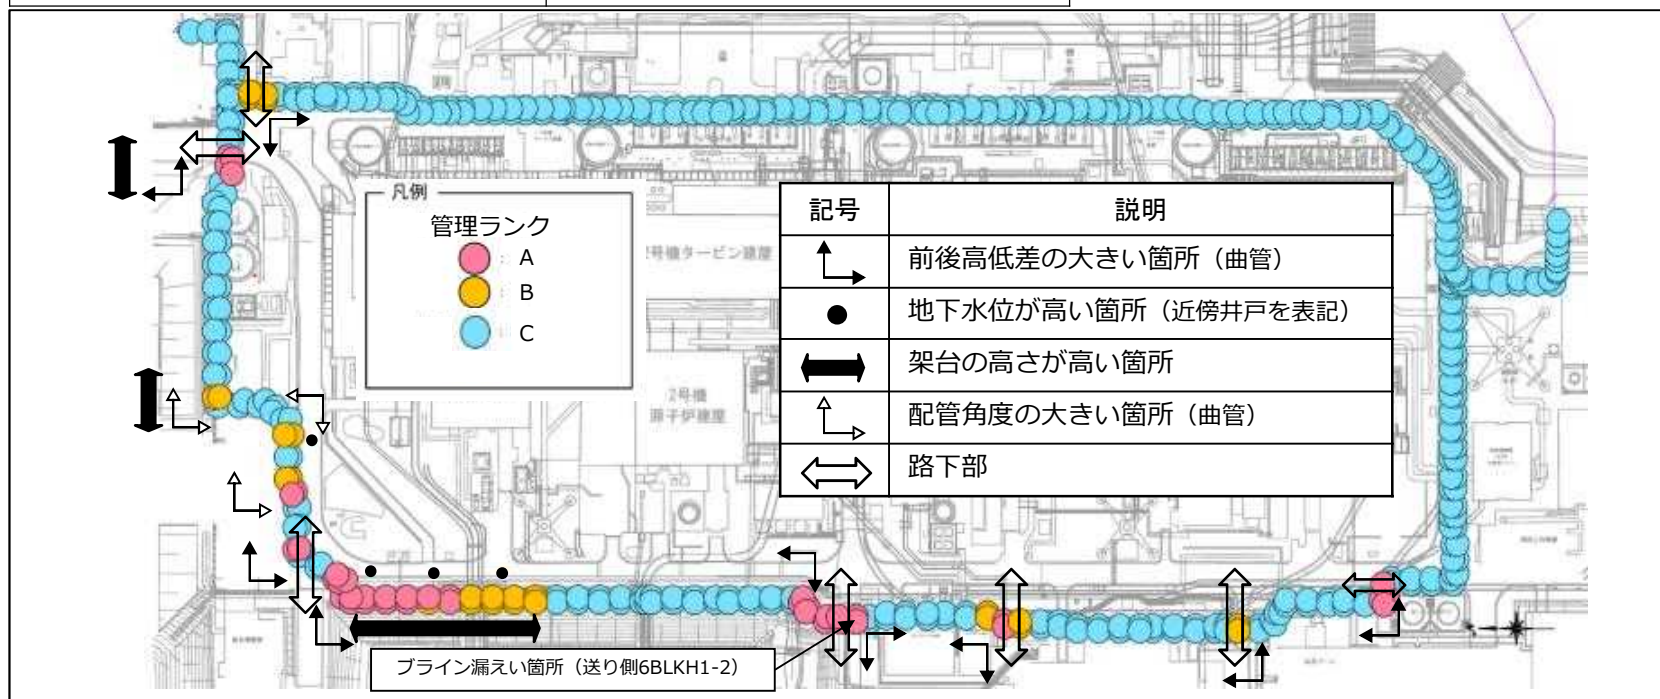 凡例
管理ランク
: A
: B
: C
2号機タービン建屋
2号機
原子炉建屋
記号 説明
前後高低差の大きい箇所（曲管）
地下水位が高い箇所（近傍井戸を表記）
架台の高さが高い箇所
配管角度の大きい箇所（曲管）
路下部
ブライン漏えい箇所（送り側6BLKH1-2）